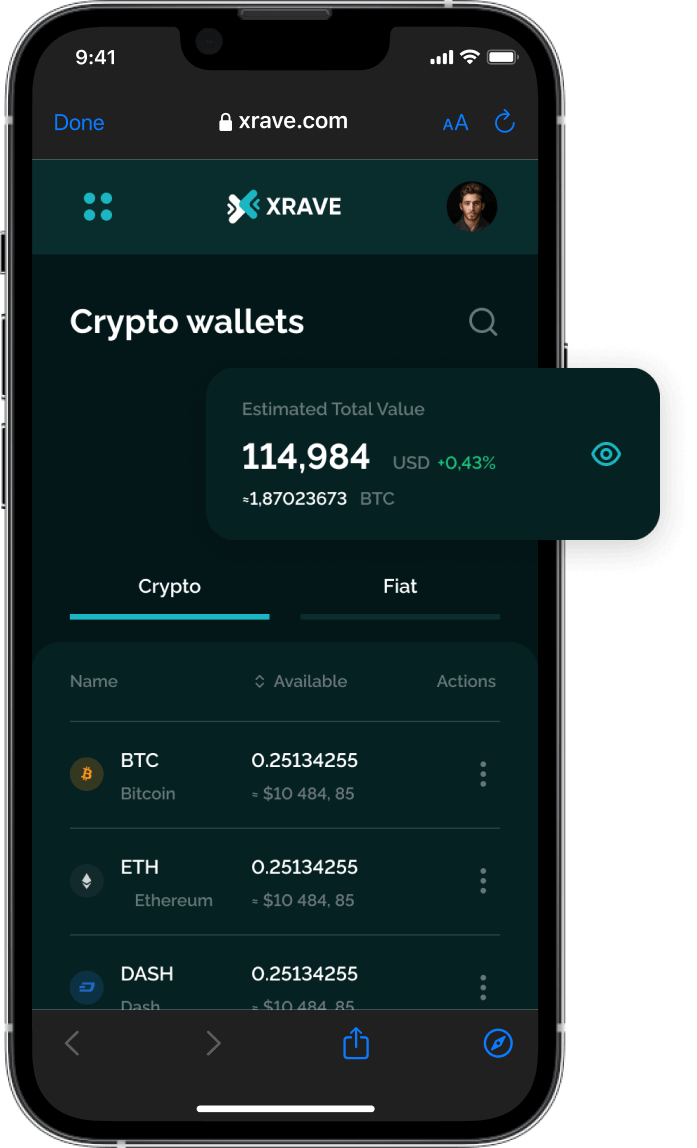 9:41
Done
xrave.com
AA
XRAVE
Crypto wallets
Estimated Total Value
114,984 USD +0,43%
≈1,87023673 BTC
Crypto Fiat
Name Available Actions
BTC 0.25134255
Bitcoin ≈ $10 484, 85
ETH 0.25134255
Ethereum ≈ $10 484, 85
DASH 0.25134255
Dash ≈ $10 484, 85